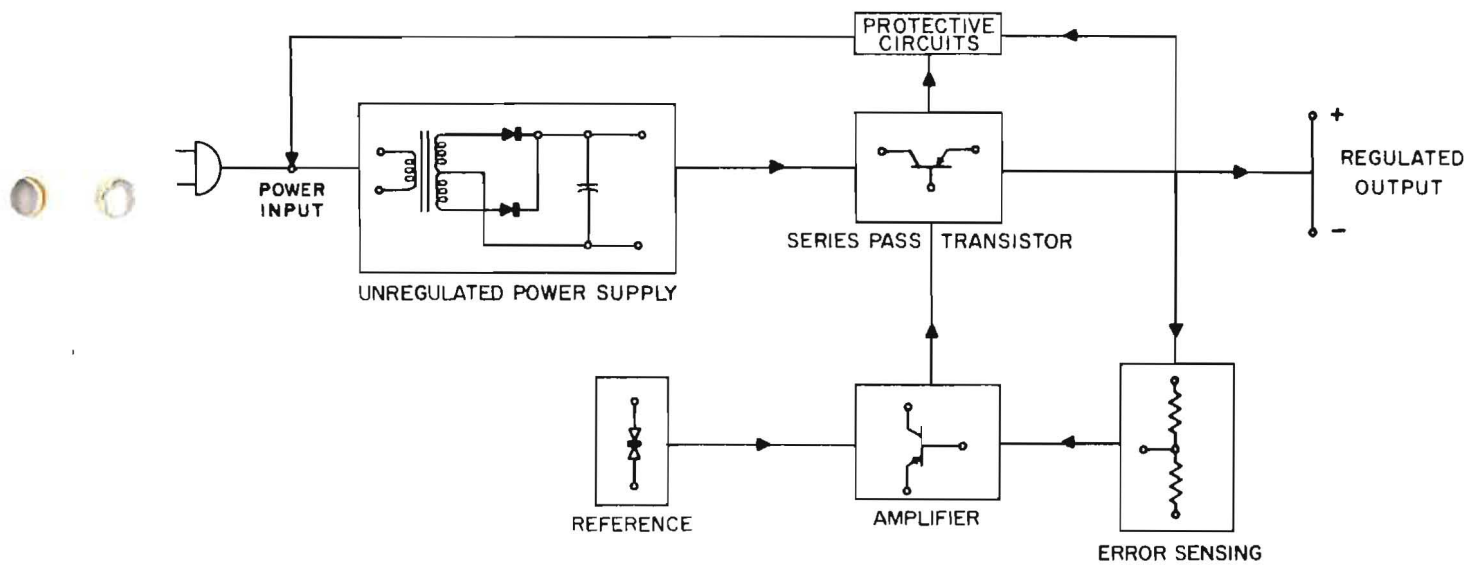 PROTECTIVE
CIRCUITS
POWER
INPUT
+
REGULATED
OUTPUT
−
SERIES PASS TRANSISTOR
UNREGULATED POWER SUPPLY
REFERENCE
AMPLIFIER
ERROR SENSING